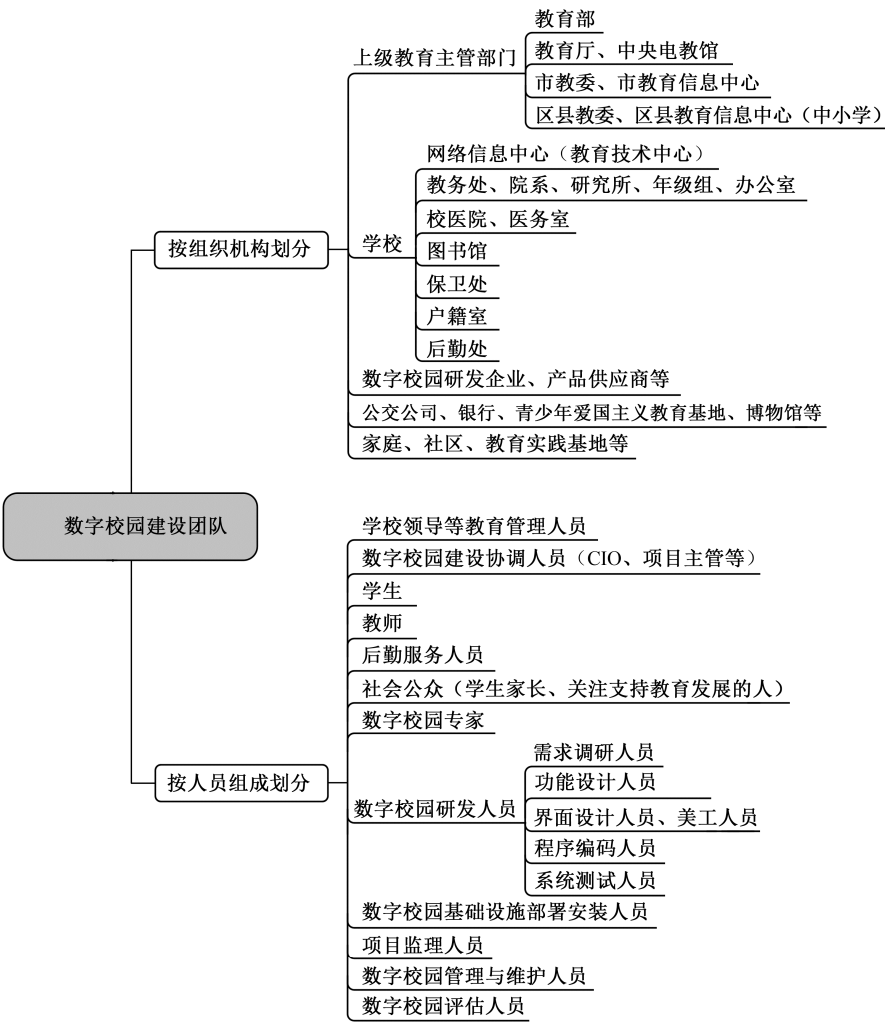 数字校园建设团队
按组织机构划分
上级教育主管部门
教育部
教育厅、中央电教馆
市教委、市教育信息中心
区县教委、区县教育信息中心（中小学）
学校
网络信息中心（教育技术中心）
教务处、院系、研究所、年级组、办公室
校医院、医务室
图书馆
保卫处
户籍室
后勤处
数字校园研发企业、产品供应商等
公交公司、银行、青少年爱国主义教育基地、博物馆等
家庭、社区、教育实践基地等
按人员组成划分
学校领导等教育管理人员
数字校园建设协调人员（CIO、项目主管等）
学生
教师
后勤服务人员
社会公众（学生家长、关注支持教育发展的人）
数字校园专家
数字校园研发人员
需求调研人员
功能设计人员
界面设计人员、美工人员
程序编码人员
系统测试人员
数字校园基础设施部署安装人员
项目监理人员
数字校园管理与维护人员
数字校园评估人员